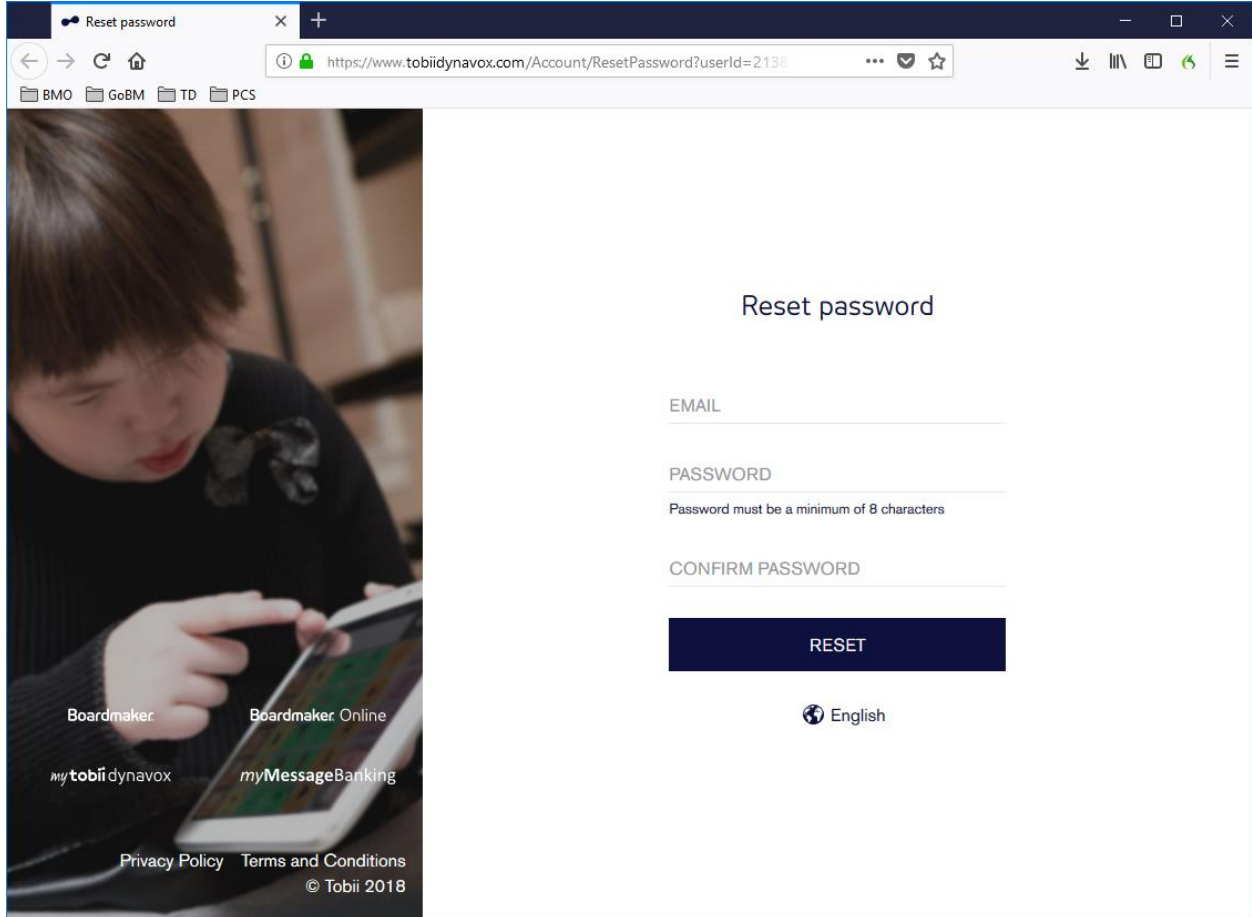 Reset password
https://www.tobiidynavox.com/Account/ResetPassword?userId=2138
BMO GoBM TD PCS
Reset password
EMAIL
PASSWORD
Password must be a minimum of 8 characters
CONFIRM PASSWORD
RESET
English
Boardmaker. Boardmaker. Online
mytobii dynavox myMessageBanking
Privacy Policy Terms and Conditions
© Tobii 2018